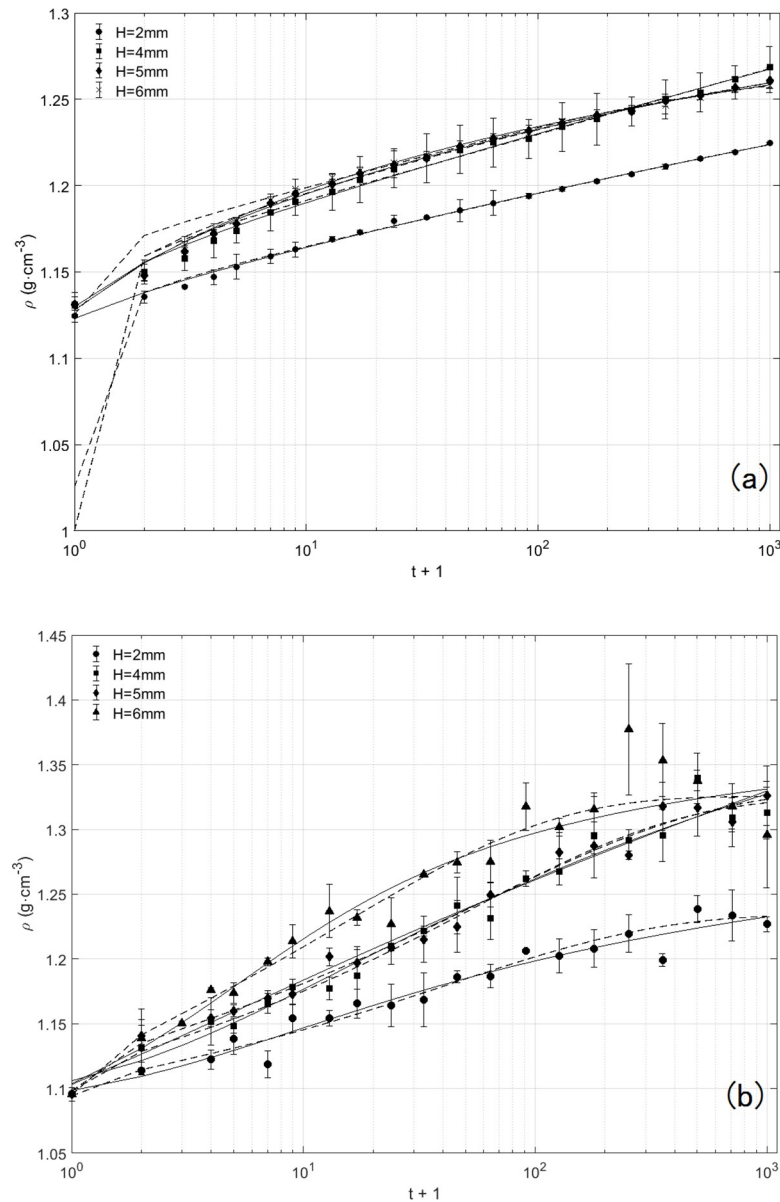 1.3
H=2mm
H=4mm
H=5mm
H=6mm
1.25
1.2
1.15
1.1
1.05
1
ρ (g·cm⁻³)
(a)
10⁰
10¹
10²
10³
t + 1
1.45
H=2mm
H=4mm
H=5mm
H=6mm
1.4
1.35
1.3
1.25
1.2
1.15
1.1
1.05
ρ (g·cm⁻³)
(b)
10⁰
10¹
10²
10³
t + 1